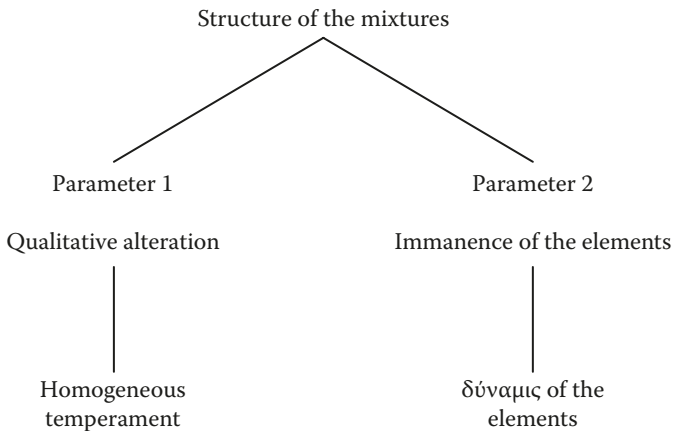 Structure of the mixtures
Parameter 1
Parameter 2
Qualitative alteration
Immanence of the elements
Homogeneous
temperament
δύναμις of the
elements